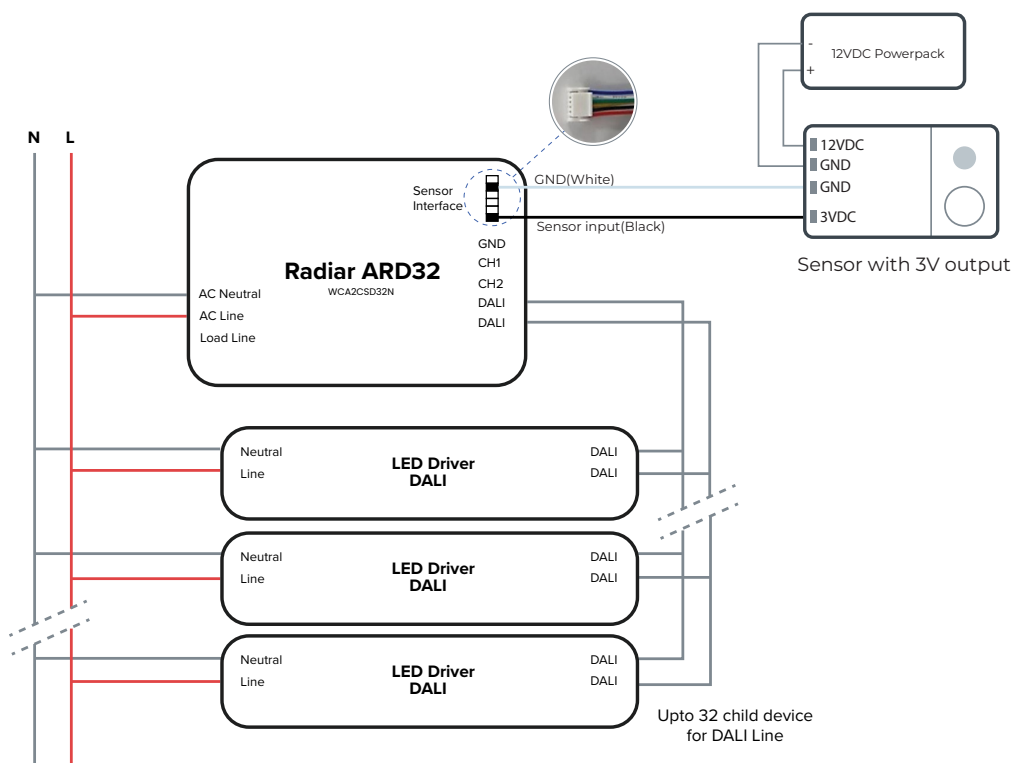 -
12VDC Powerpack
+
N L
12VDC
GND
GND
3VDC
GND(White)
Sensor
Interface
Sensor input(Black)
Sensor with 3V output
GND
CH1
CH2
DALI
DALI
Radiar ARD32
WCA2CSD32N
AC Neutral
AC Line
Load Line
Neutral
Line
LED Driver
DALI
DALI
DALI
Neutral
Line
LED Driver
DALI
DALI
DALI
Neutral
Line
LED Driver
DALI
DALI
DALI
Upto 32 child device
for DALI Line